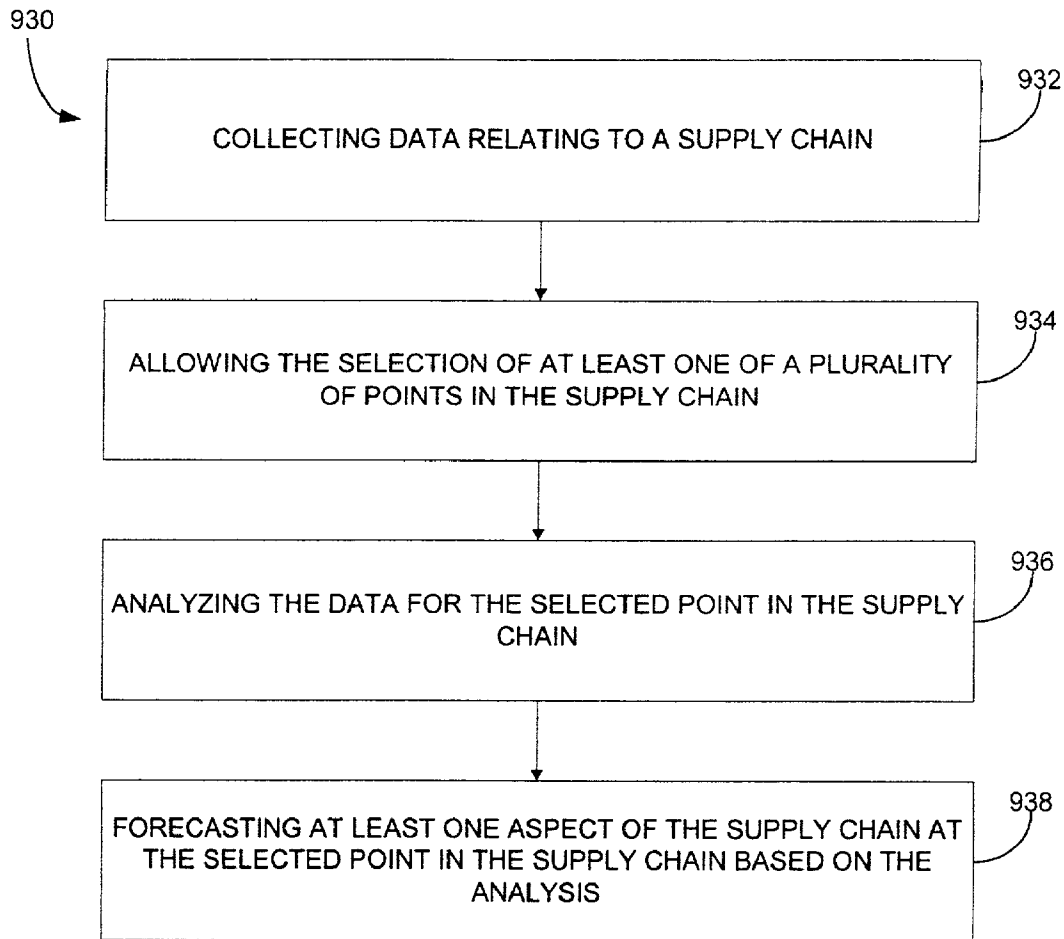 930
932
COLLECTING DATA RELATING TO A SUPPLY CHAIN
934
ALLOWING THE SELECTION OF AT LEAST ONE OF A PLURALITY
OF POINTS IN THE SUPPLY CHAIN
936
ANALYZING THE DATA FOR THE SELECTED POINT IN THE SUPPLY
CHAIN
938
FORECASTING AT LEAST ONE ASPECT OF THE SUPPLY CHAIN AT
THE SELECTED POINT IN THE SUPPLY CHAIN BASED ON THE
ANALYSIS